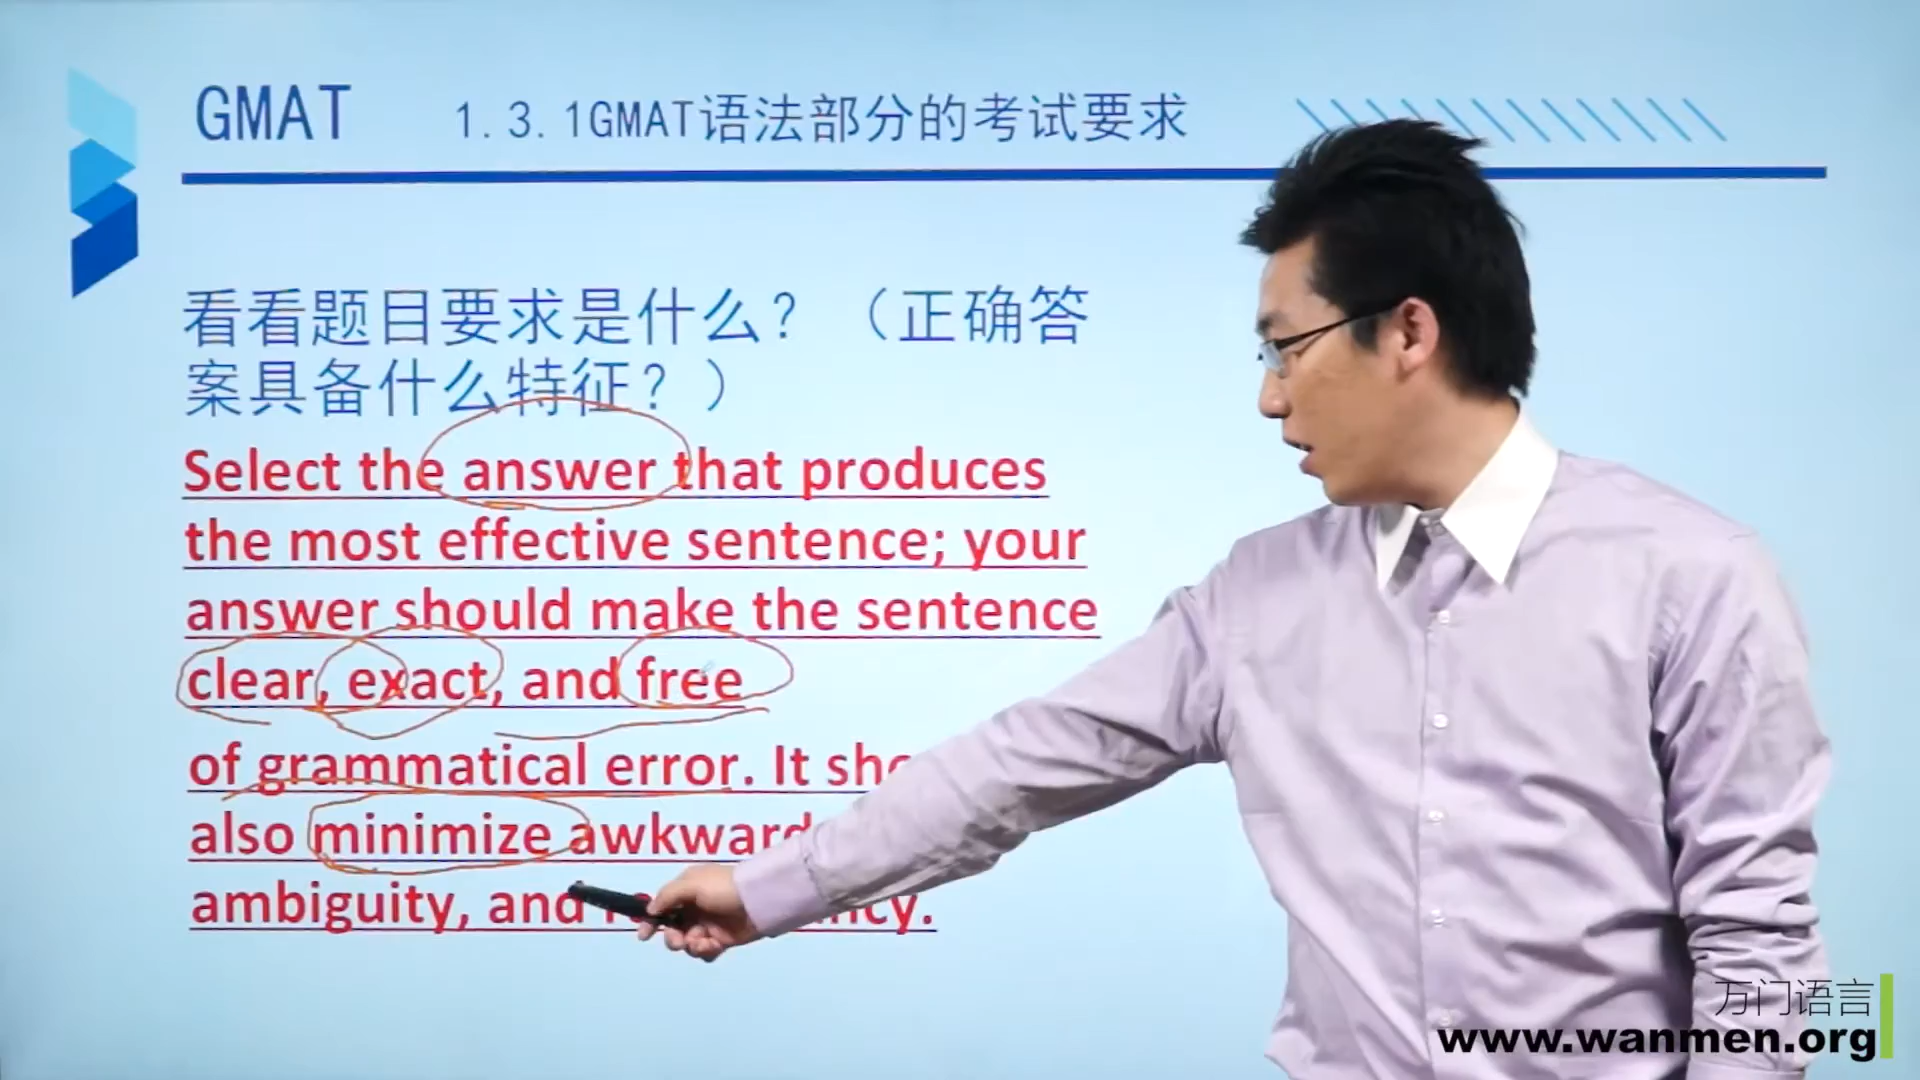 GMAT 1.3.1GMAT语法部分的考试要求
看看题目要求是什么？（正确答
案具备什么特征？）
Select the answer that produces
the most effective sentence; your
answer should make the sentence
clear, exact, and free
of grammatical error. It
also minimize
ambiguity, and
万门语言
www.wanmen.org